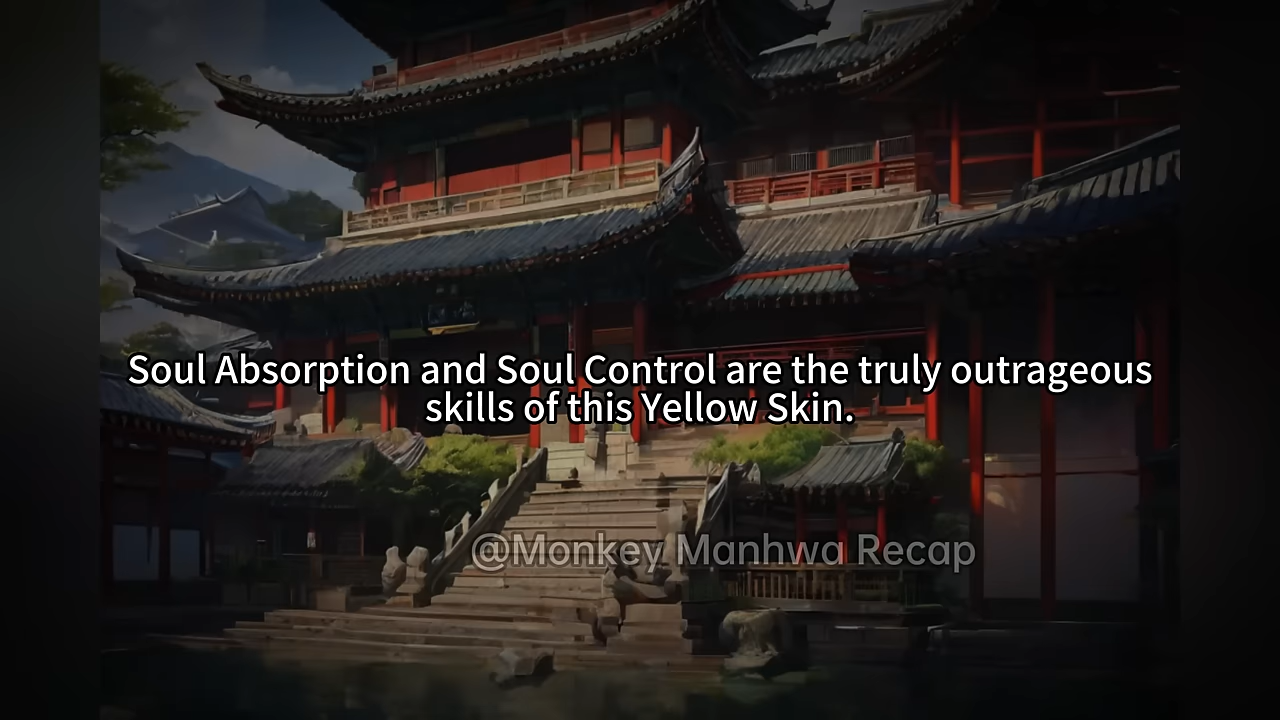 Soul Absorption and Soul Control are the truly outrageous
skills of this Yellow Skin.
@Monkey Manhwa Recap